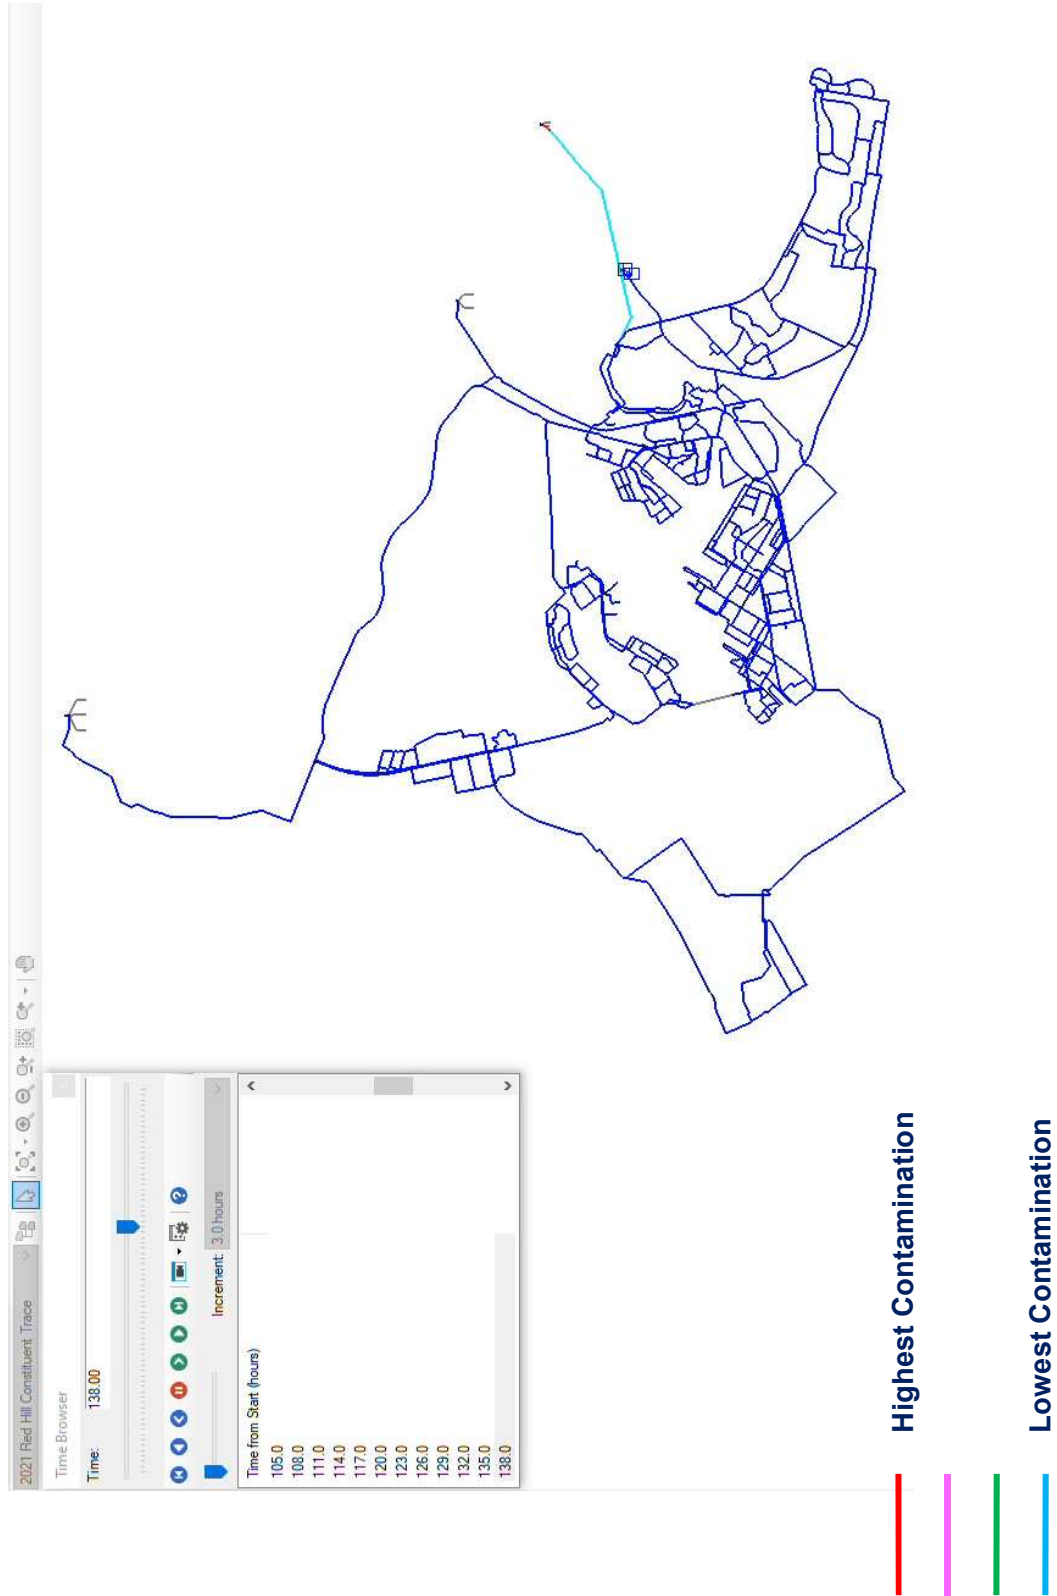 2021 Red Hill Constituent Trace
Time Browser
Time: 138.00
Increment: 3.0 hours
Time from Start (hours)
105.0
108.0
111.0
114.0
117.0
120.0
123.0
126.0
129.0
132.0
135.0
138.0
Highest Contamination
Lowest Contamination